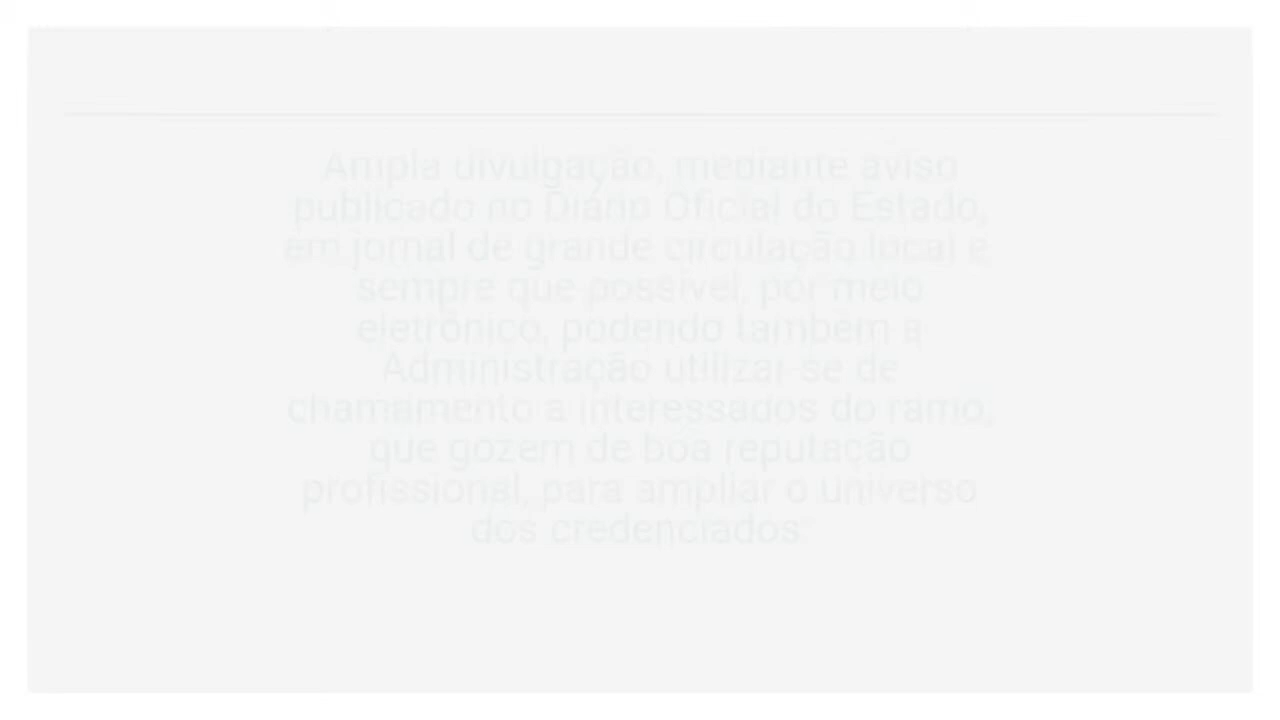 Ampla divulgação, mediante aviso
publicado no Diário Oficial do Estado,
em jornal de grande circulação local e
sempre que possível, por meio
eletrônico, podendo também a
Administração utilizar-se de
chamamento a interessados do ramo,
que gozem de boa reputação
profissional, para ampliar o universo
dos credenciados."